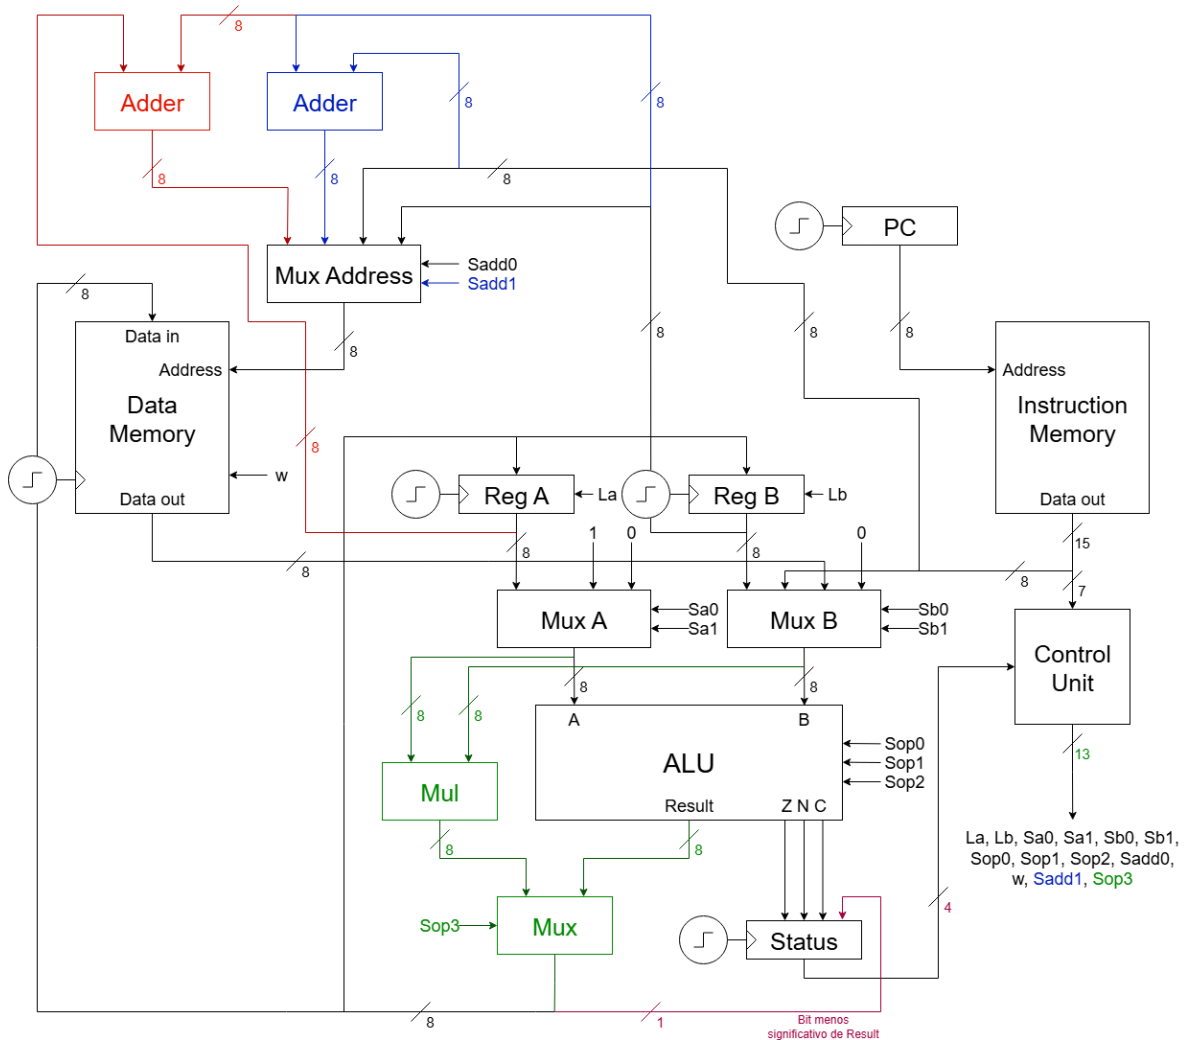 8
Adder
Adder
8
8
8
8
8
PC
Mux Address
Sadd0
Sadd1
8
8
8
8
8
Data in
Address
Data
Memory
w
Data out
Address
Instruction
Memory
Data out
8
Reg A
La
Reg B
Lb
1
0
0
8
8
8
15
8
7
Mux A
Sa0
Sa1
Mux B
Sb0
Sb1
Control
Unit
8
8
8
8
A
B
ALU
Sop0
Sop1
Sop2
Result
Z N C
13
Mul
8
8
La, Lb, Sa0, Sa1, Sb0, Sb1,
Sop0, Sop1, Sop2, Sadd0,
w, Sadd1, Sop3
Sop3
Mux
Status
4
8
1
Bit menos
significativo de Result